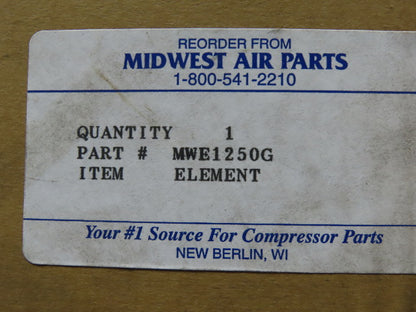 REORDER FROM
MIDWEST AIR PARTS
1-800-541-2210
QUANTITY 1
PART # MWE1250G
ITEM ELEMENT
Your #1 Source For Compressor Parts
NEW BERLIN, WI